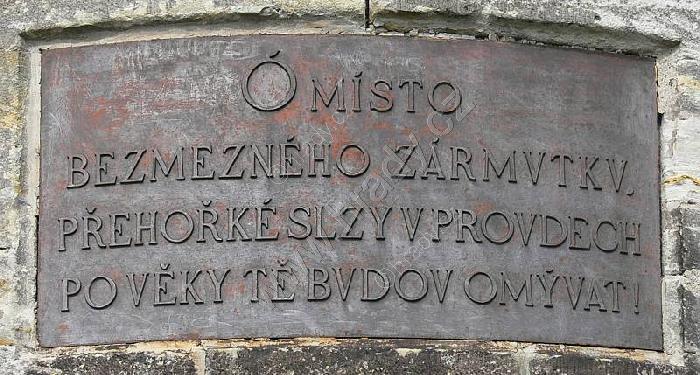 Ó MÍSTO
BEZMEZNÉHO ZÁRMVTKV,
PŘEHOŘKÉ SLZY V PROVDECH
PO VĚKY TĚ BVDOV OMÝVAT!